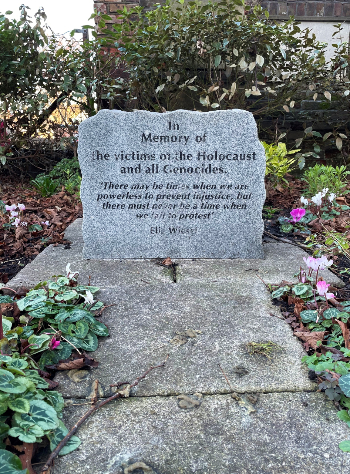 In
Memory of
the victims of the Holocaust
and all Genocides.
"There may be times when we are
powerless to prevent injustice, but
there must never be a time when
we fail to protest"
Elie Wiesel